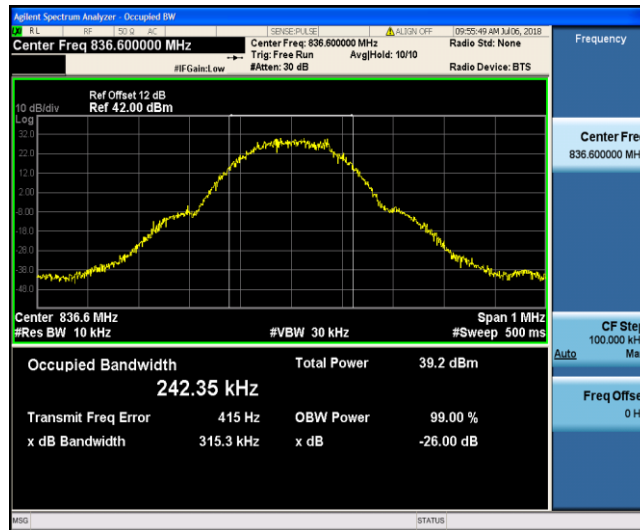 Agilent Spectrum Analyzer - Occupied BW
RL RF 50 Ω AC SENSE:PULSE ALIGN OFF 09:55:49 AM Jul 06, 2018
Center Freq 836.600000 MHz Center Freq: 836.600000 MHz Radio Std: None
Trig: Free Run Avg|Hold: 10/10
#IFGain:Low #Atten: 30 dB Radio Device: BTS
Frequency
Ref Offset 12 dB
10 dB/div Ref 42.00 dBm
Log
32.0
22.0
12.0
2.00
-8.00
-18.0
-28.0
-38.0
-48.0
Center Fre
836.600000 MH
Center 836.6 MHz Span 1 MHz
#Res BW 10 kHz #VBW 30 kHz #Sweep 500 ms
CF Step
100.000 kH
Auto Ma
Occupied Bandwidth Total Power 39.2 dBm
242.35 kHz
Transmit Freq Error 415 Hz OBW Power 99.00 %
x dB Bandwidth 315.3 kHz x dB -26.00 dB
Freq Offse
0 H
MSG STATUS